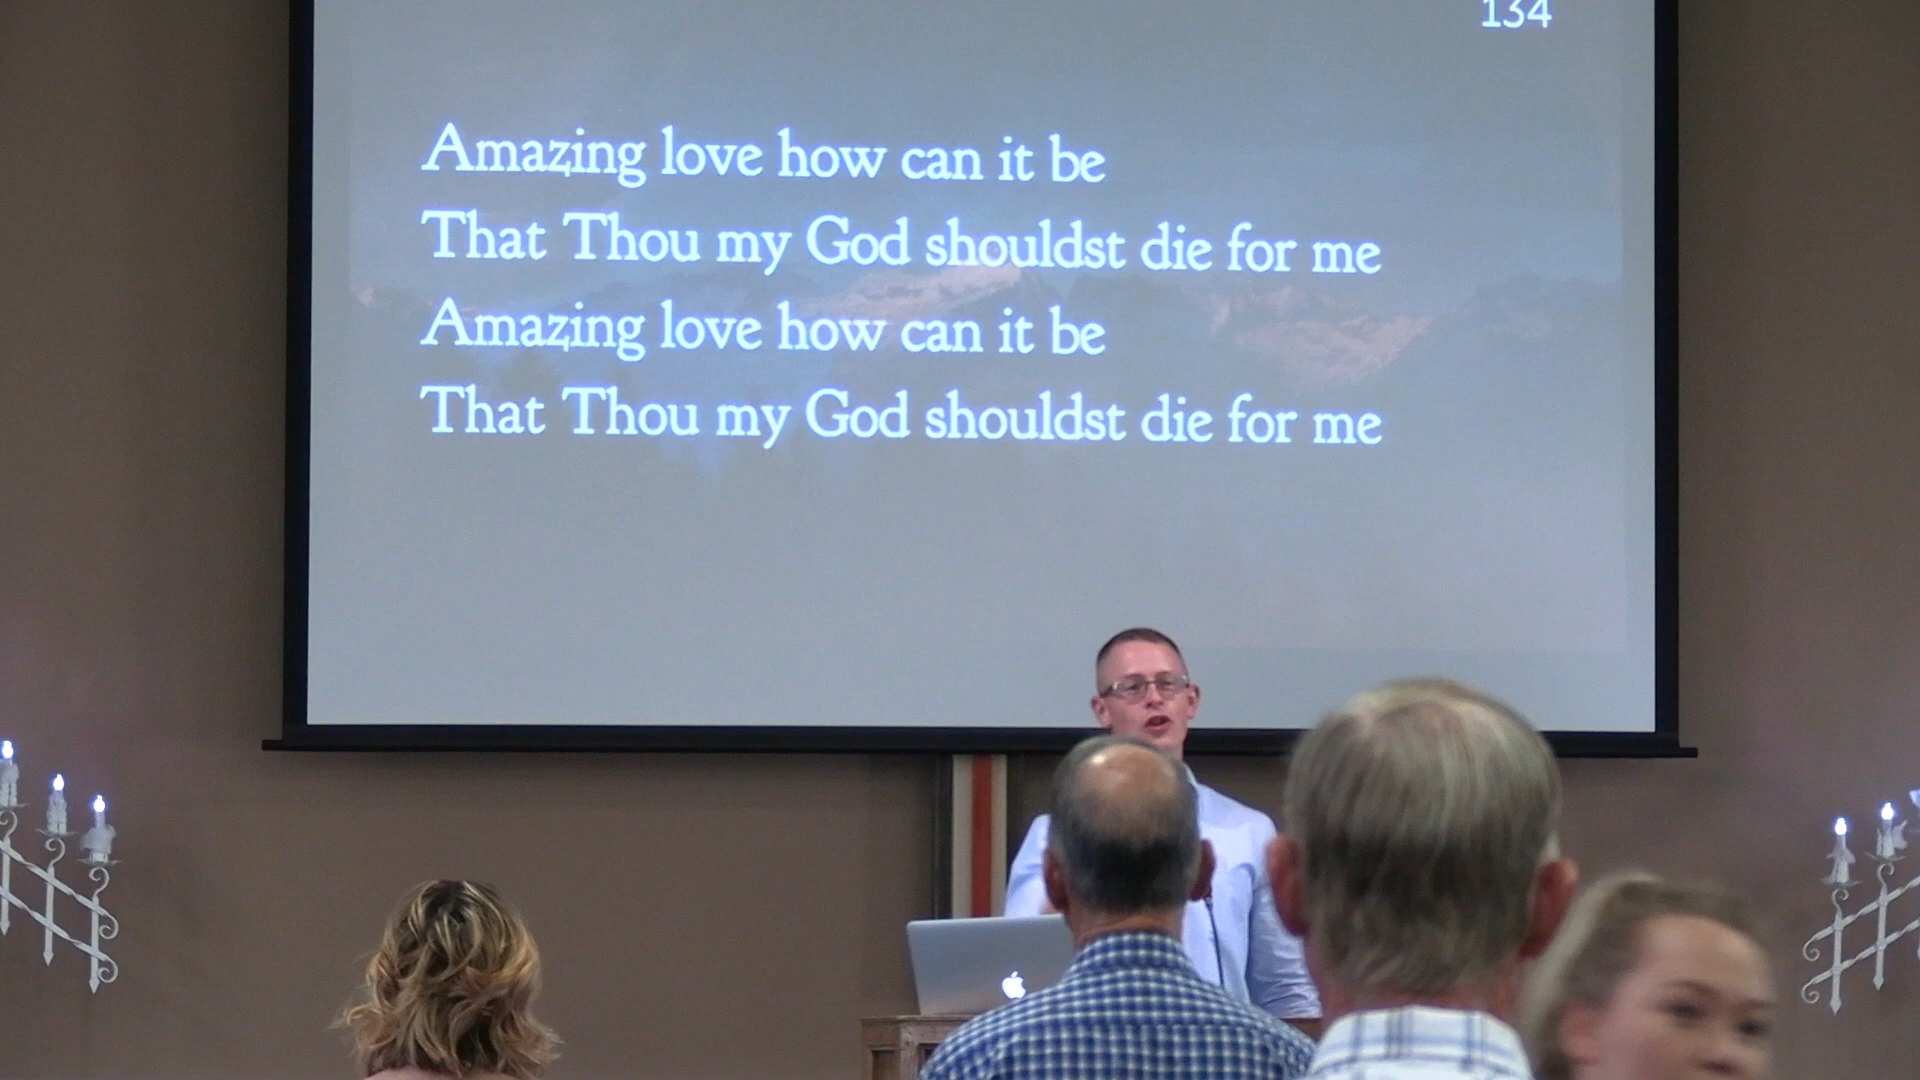 134
Amazing love how can it be
That Thou my God shouldst die for me
Amazing love how can it be
That Thou my God shouldst die for me